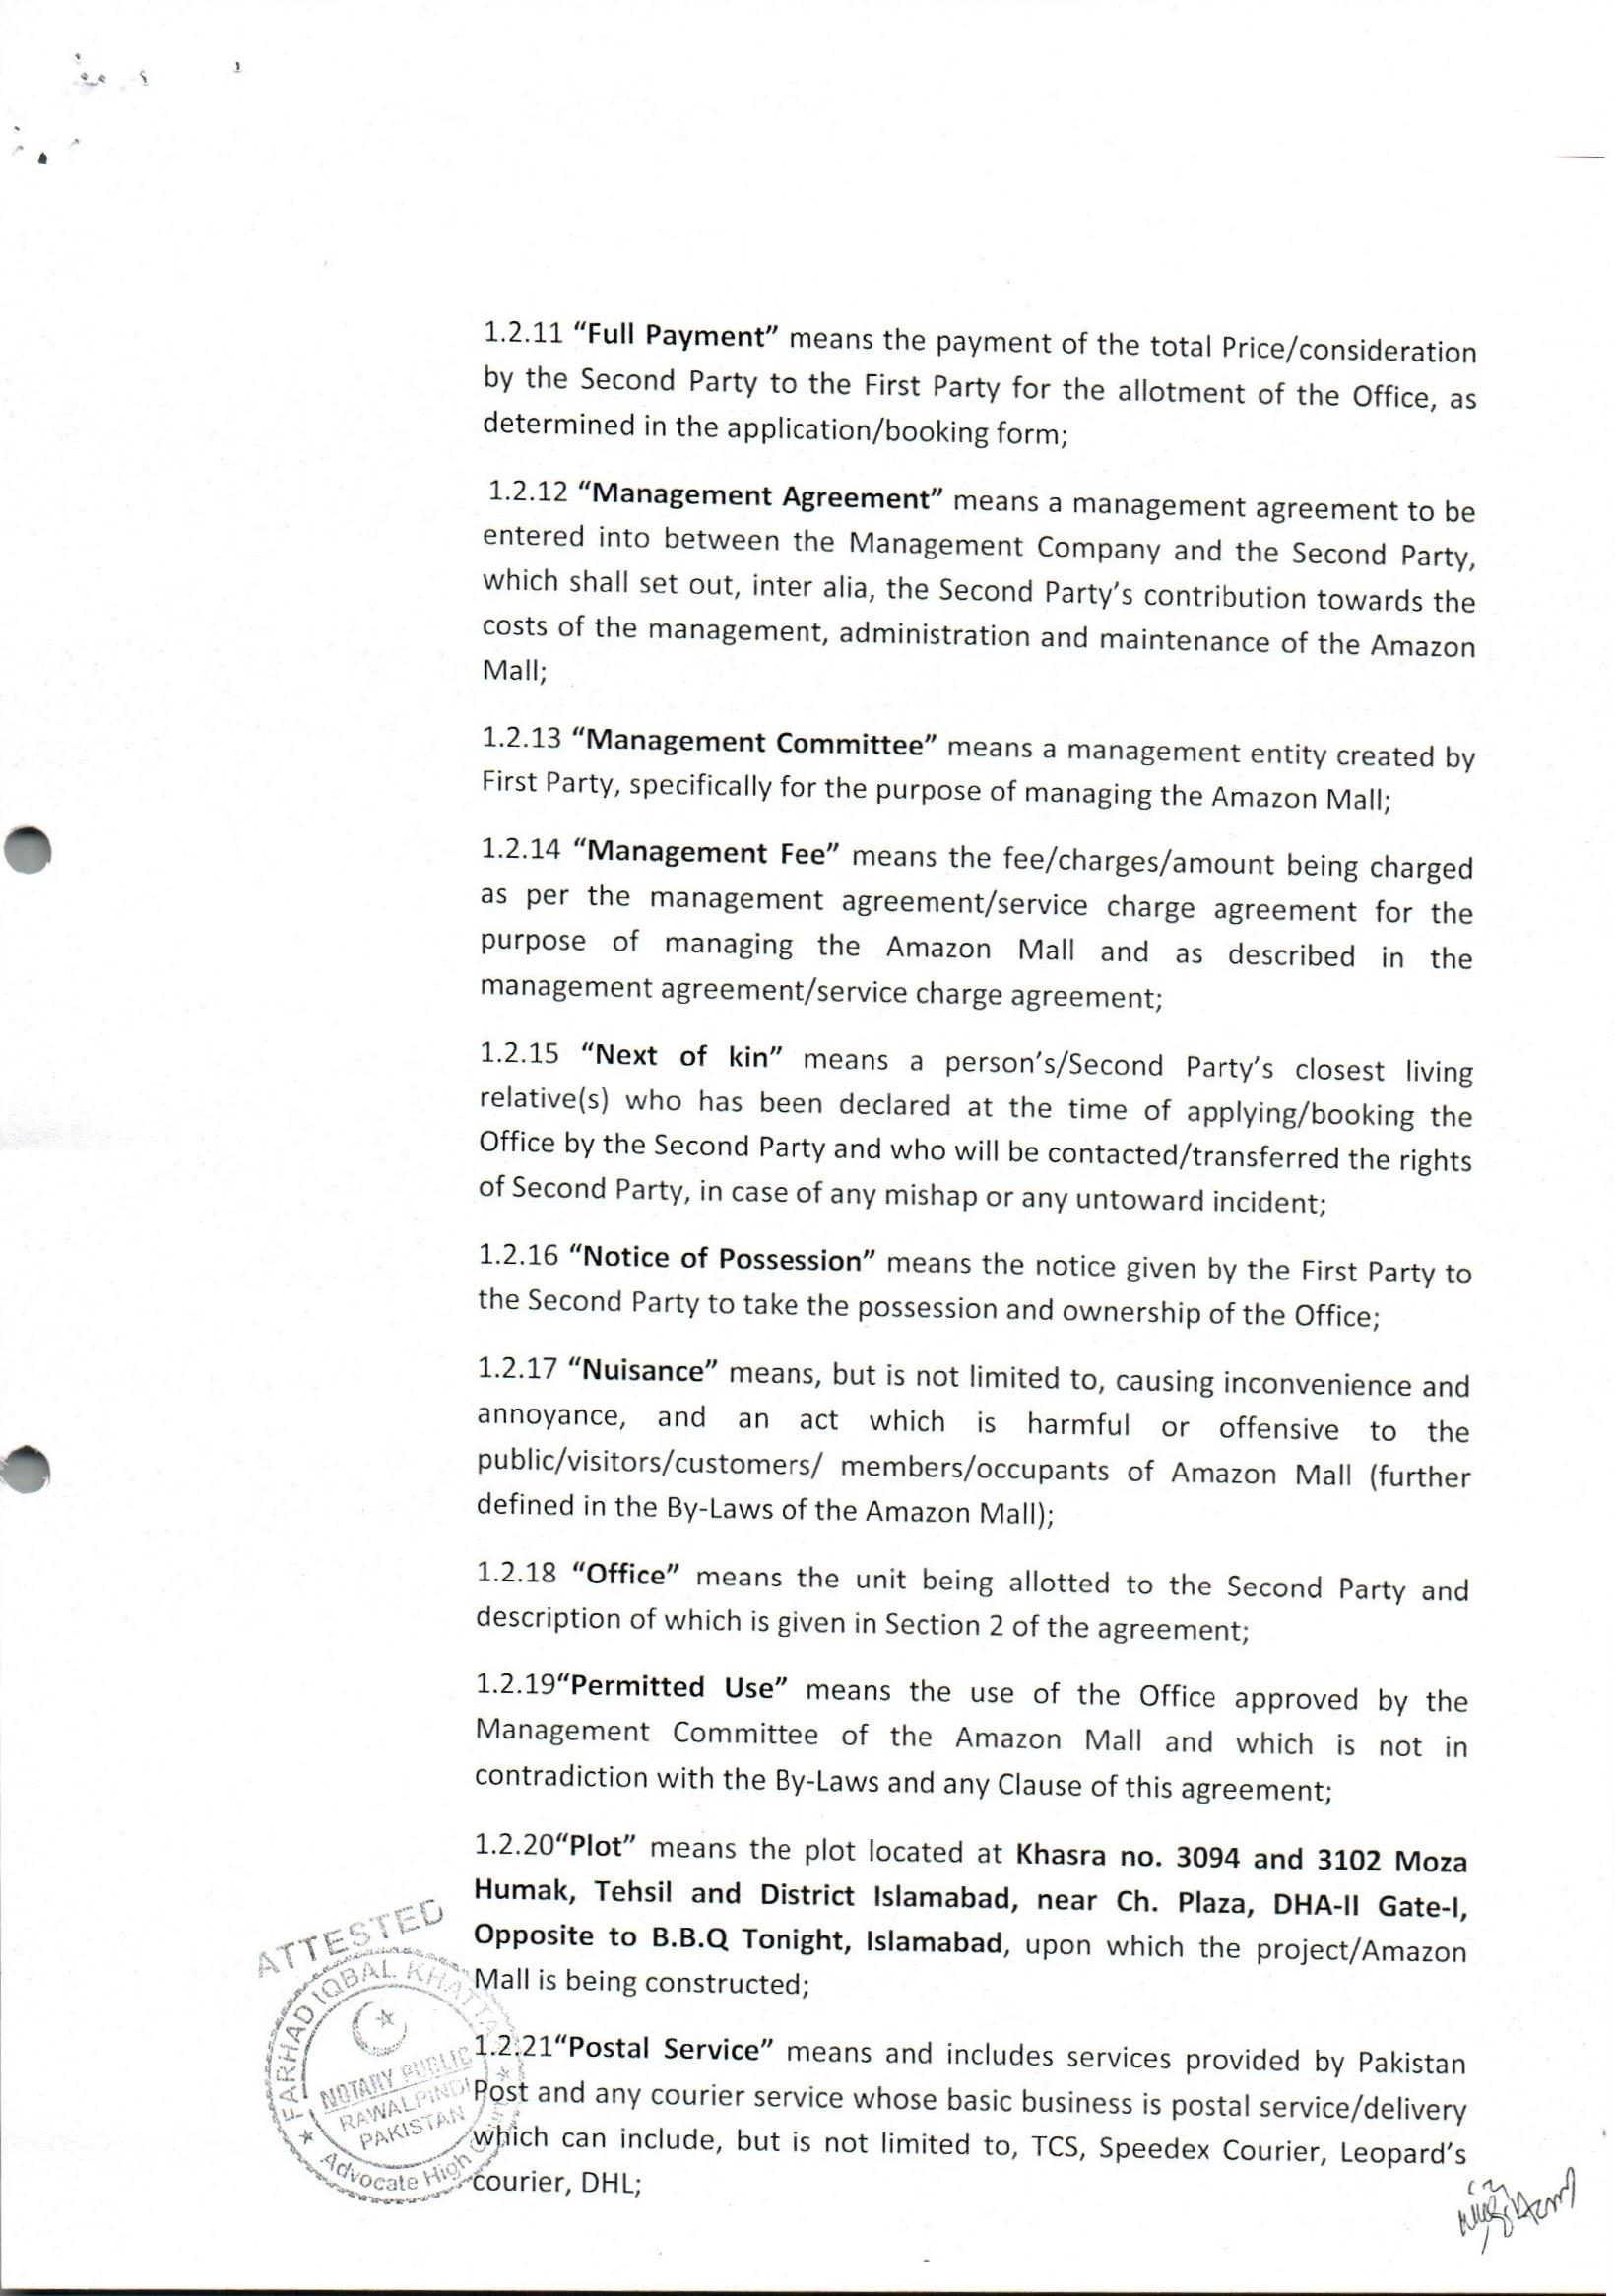 1.2.11 “Full Payment” means the payment of the total Price/consideration
by the Second Party to the First Party for the allotment of the Office, as
determined in the application/booking form;
1.2.12 “Management Agreement” means a management agreement to be
entered into between the Management Company and the Second Party,
which shall set out, inter alia, the Second Party’s contribution towards the
costs of the management, administration and maintenance of the Amazon
Mall;
1.2.13 “Management Committee” means a management entity created by
First Party, specifically for the purpose of managing the Amazon Mall;
1.2.14 “Management Fee” means the fee/charges/amount being charged
as per the management agreement/service charge agreement for the
purpose of managing the Amazon Mall and as described in the
management agreement/service charge agreement;
1.2.15 “Next of kin” means a person’s/Second Party’s closest living
relative(s) who has been declared at the time of applying/booking the
Office by the Second Party and who will be contacted/transferred the rights
of Second Party, in case of any mishap or any untoward incident;
1.2.16 “Notice of Possession” means the notice given by the First Party to
the Second Party to take the possession and ownership of the Office;
1.2.17 “Nuisance” means, but is not limited to, causing inconvenience and
annoyance, and an act which is harmful or offensive to the
public/visitors/customers/ members/occupants of Amazon Mall (further
defined in the By-Laws of the Amazon Mall);
1.2.18 “Office” means the unit being allotted to the Second Party and
description of which is given in Section 2 of the agreement;
1.2.19“Permitted Use” means the use of the Office approved by the
Management Committee of the Amazon Mall and which is not in
contradiction with the By-Laws and any Clause of this agreement;
1.2.20“Plot” means the plot located at Khasra no. 3094 and 3102 Moza
Humak, Tehsil and District Islamabad, near Ch. Plaza, DHA-II Gate-I,
Opposite to B.B.Q Tonight, Islamabad, upon which the project/Amazon
Mall is being constructed;
1.2.21“Postal Service” means and includes services provided by Pakistan
Post and any courier service whose basic business is postal service/delivery
which can include, but is not limited to, TCS, Speedex Courier, Leopard’s
courier, DHL;
ATTESTED
FARHAD IQBAL KHATTA
NOTARY PUBLIC
RAWALPINDI
PAKISTAN
Advocate High